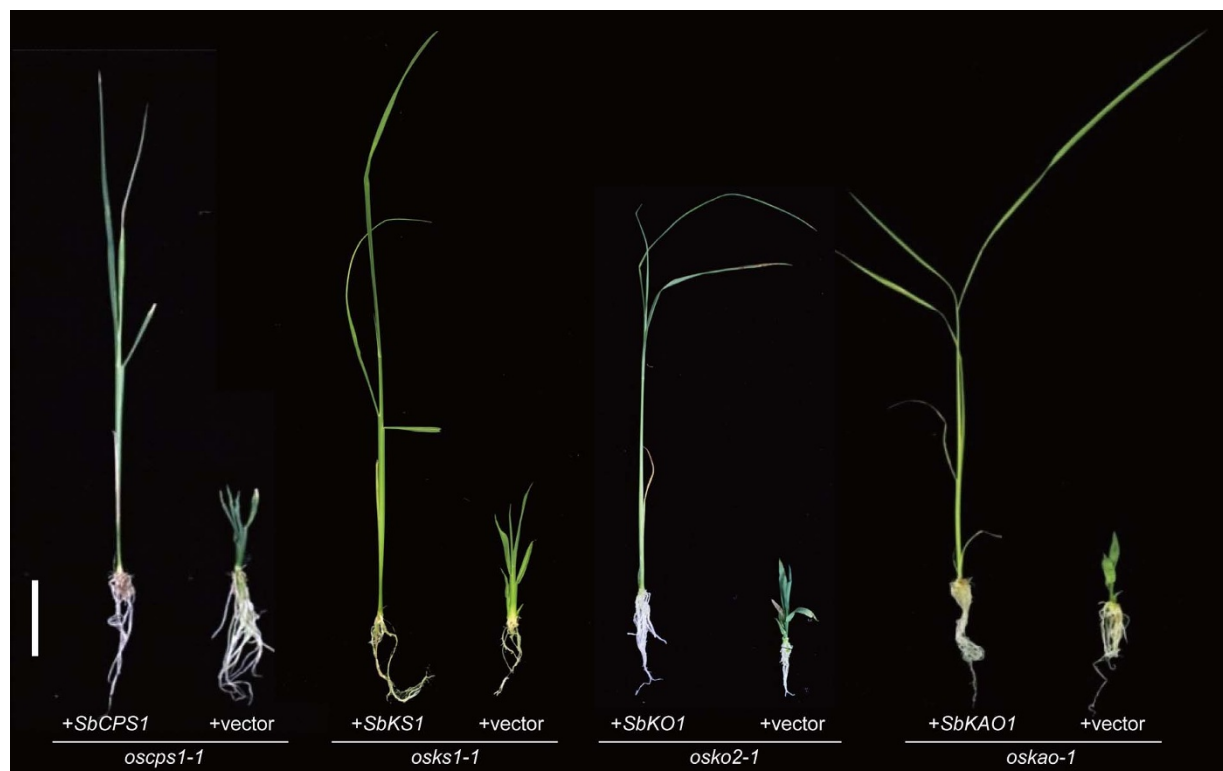 +SbCPS1 +vector +SbKS1 +vector +SbKO1 +vector +SbKAO1 +vector
oscps1-1 osks1-1 osko2-1 oskao-1